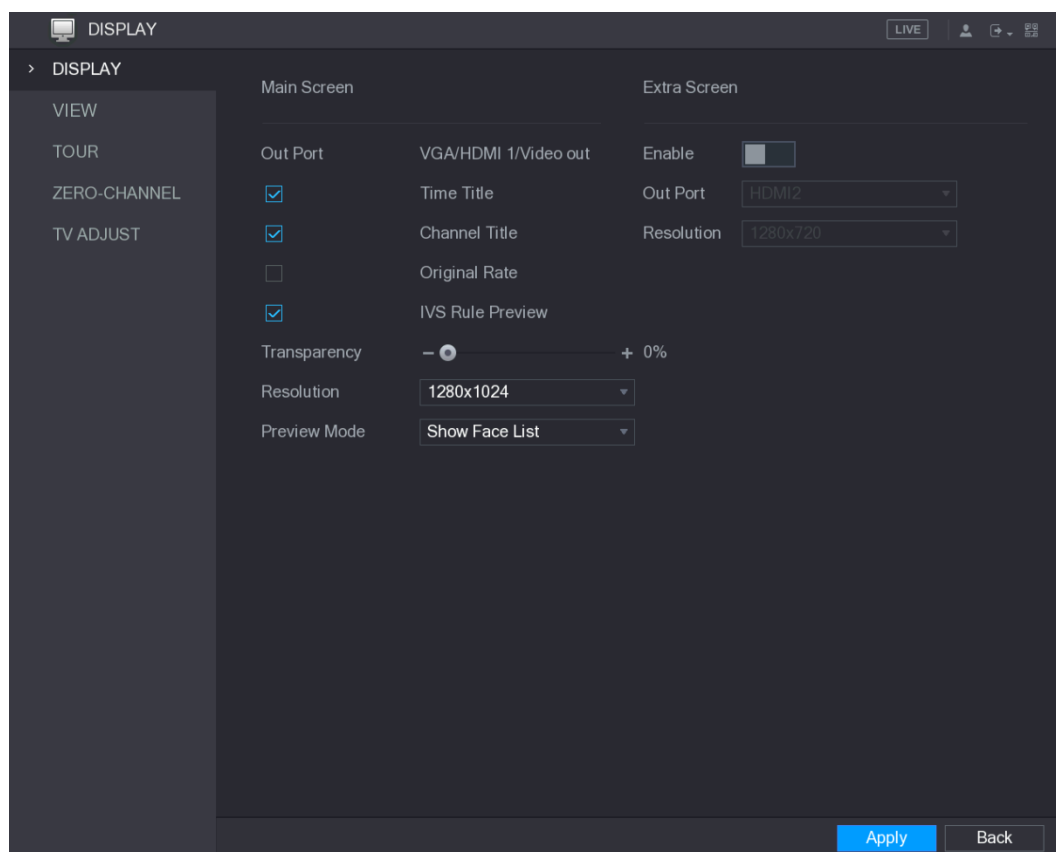 DISPLAY
LIVE
DISPLAY
VIEW
TOUR
ZERO-CHANNEL
TV ADJUST
Main Screen
Out Port VGA/HDMI 1/Video out
Time Title
Channel Title
Original Rate
IVS Rule Preview
Transparency 0%
Resolution 1280x1024
Preview Mode Show Face List
Extra Screen
Enable
Out Port HDMI2
Resolution 1280x720
Apply Back